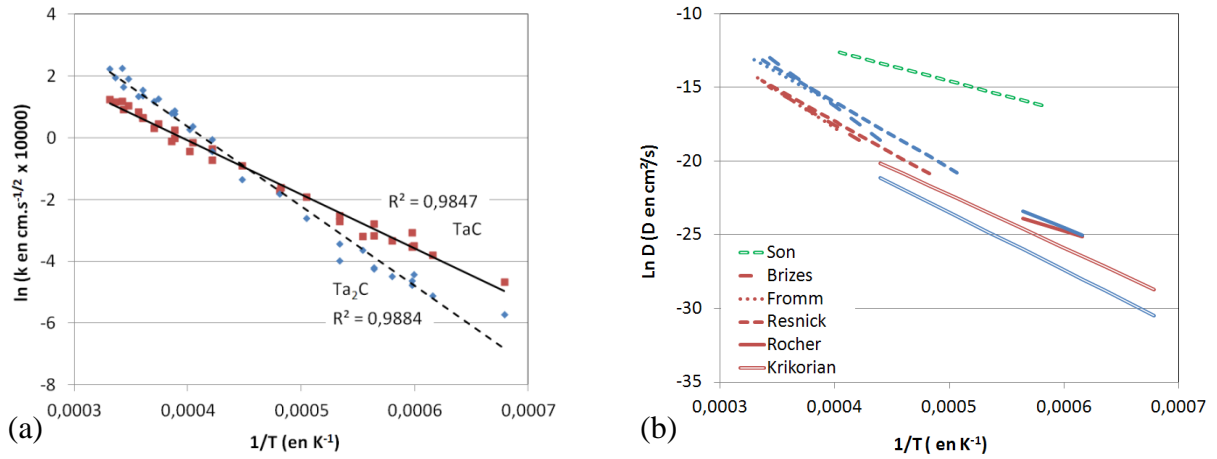 ln (k en cm.s-1/2 x 10000)
4
2
0
-2
-4
-6
-8
R² = 0,9847
TaC
Ta2C
R² = 0,9884
0,0003
0,0004
0,0005
0,0006
0,0007
1/T (en K-1)
(a)
Ln D (D en cm²/s)
-10
-15
-20
-25
-30
-35
Son
Brizes
Fromm
Resnick
Rocher
Krikorian
0,0003
0,0004
0,0005
0,0006
0,0007
1/T ( en K-1)
(b)